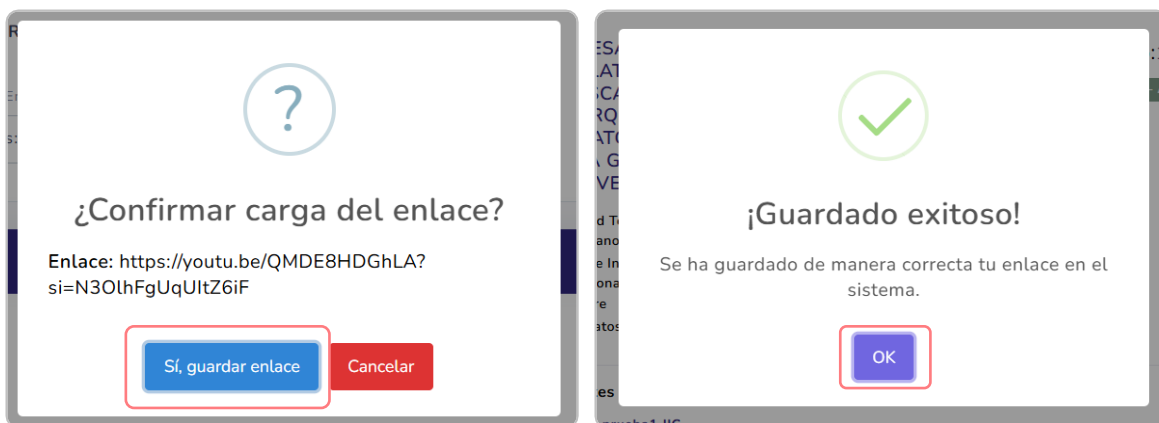 ?
¿Confirmar carga del enlace?
Enlace: https://youtu.be/QMDE8HDGhLA?
si=N3OlhFgUqUItZ6iF
Sí, guardar enlace
Cancelar
¡Guardado exitoso!
Se ha guardado de manera correcta tu enlace en el
sistema.
OK